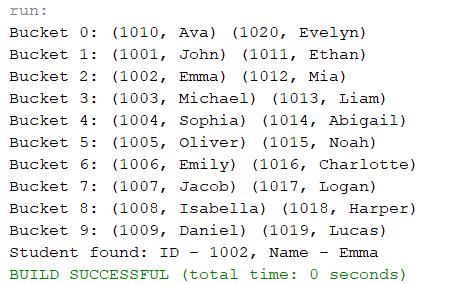 run:
Bucket 0: (1010, Ava) (1020, Evelyn)
Bucket 1: (1001, John) (1011, Ethan)
Bucket 2: (1002, Emma) (1012, Mia)
Bucket 3: (1003, Michael) (1013, Liam)
Bucket 4: (1004, Sophia) (1014, Abigail)
Bucket 5: (1005, Oliver) (1015, Noah)
Bucket 6: (1006, Emily) (1016, Charlotte)
Bucket 7: (1007, Jacob) (1017, Logan)
Bucket 8: (1008, Isabella) (1018, Harper)
Bucket 9: (1009, Daniel) (1019, Lucas)
Student found: ID - 1002, Name - Emma
BUILD SUCCESSFUL (total time: 0 seconds)